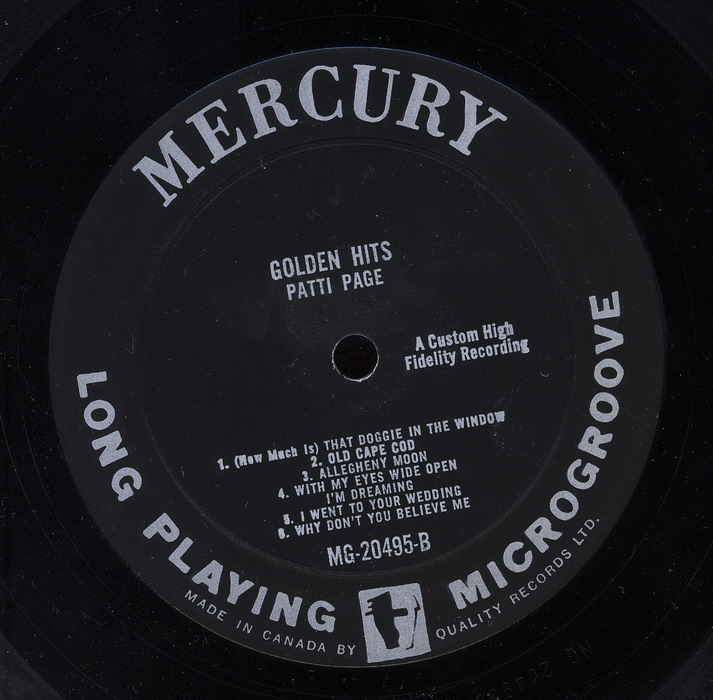 MERCURY
GOLDEN HITS
PATTI PAGE
A Custom High
Fidelity Recording
1. (How Much Is) THAT DOGGIE IN THE WINDOW
2. OLD CAPE COD
3. ALLEGHENY MOON
4. WITH MY EYES WIDE OPEN
I'M DREAMING
5. I WENT TO YOUR WEDDING
6. WHY DON'T YOU BELIEVE ME
MG-20495-B
LONG PLAYING MICROGROOVE
MADE IN CANADA BY QUALITY RECORDS LTD.